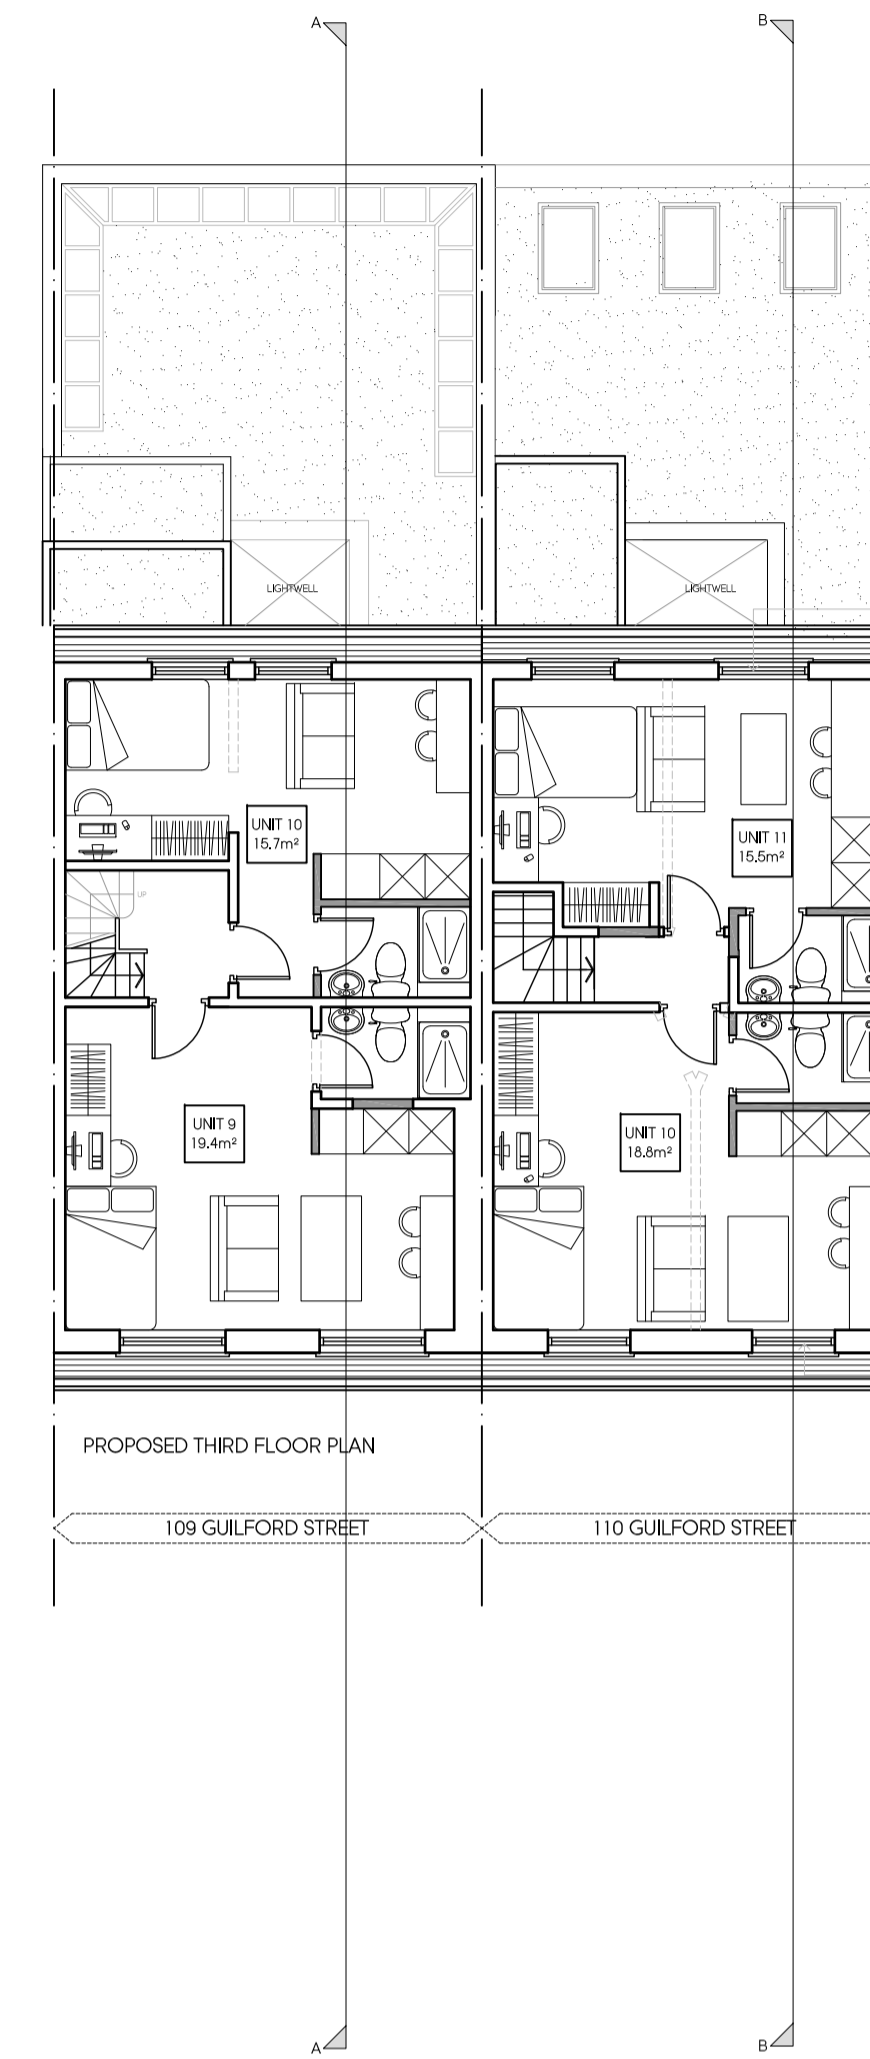 A
B
LIGHTWELL
LIGHTWELL
UNIT 10
15.7m²
UNIT 11
15.5m²
UP
UNIT 9
19.4m²
UNIT 10
18.8m²
PROPOSED THIRD FLOOR PLAN
109 GUILFORD STREET
110 GUILFORD STREET
A
B